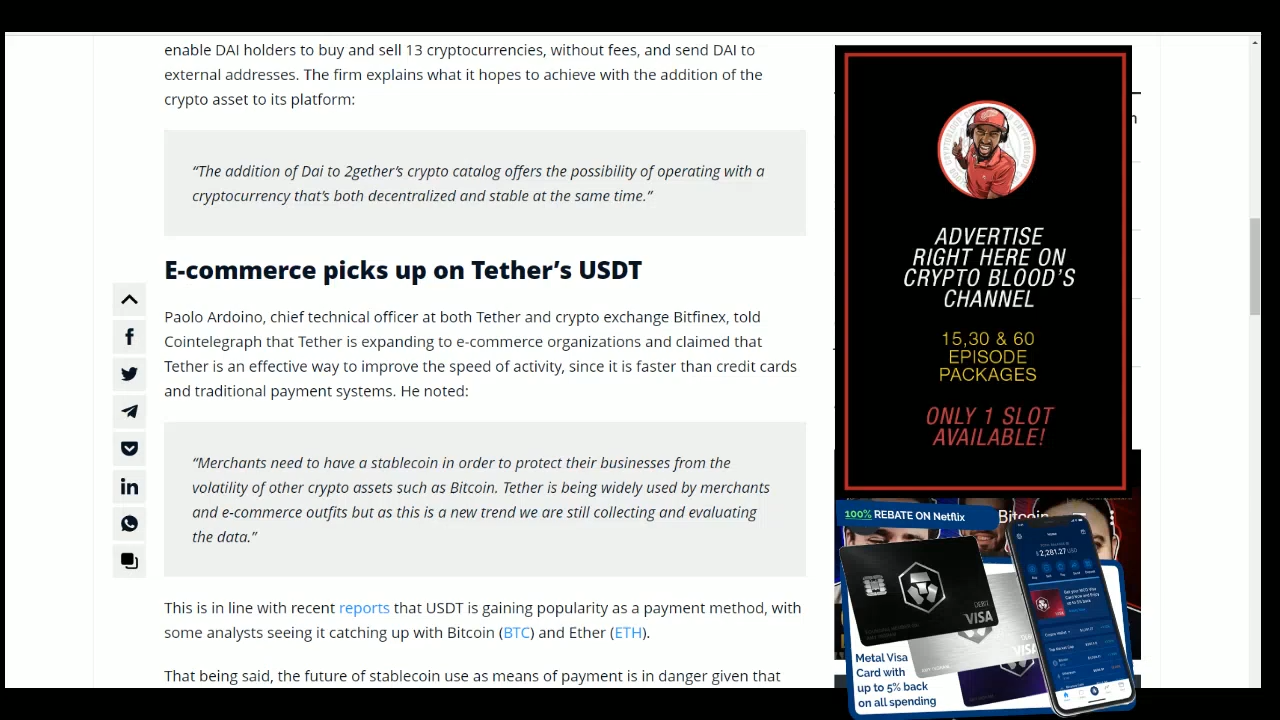 enable DAI holders to buy and sell 13 cryptocurrencies, without fees, and send DAI to
external addresses. The firm explains what it hopes to achieve with the addition of the
crypto asset to its platform:
“The addition of Dai to 2gether’s crypto catalog offers the possibility of operating with a
cryptocurrency that’s both decentralized and stable at the same time.”
E-commerce picks up on Tether’s USDT
Paolo Ardoino, chief technical officer at both Tether and crypto exchange Bitfinex, told
Cointelegraph that Tether is expanding to e-commerce organizations and claimed that
Tether is an effective way to improve the speed of activity, since it is faster than credit cards
and traditional payment systems. He noted:
“Merchants need to have a stablecoin in order to protect their businesses from the
volatility of other crypto assets such as Bitcoin. Tether is being widely used by merchants
and e-commerce outfits but as this is a new trend we are still collecting and evaluating
the data.”
This is in line with recent reports that USDT is gaining popularity as a payment method, with
some analysts seeing it catching up with Bitcoin (BTC) and Ether (ETH).
That being said, the future of stablecoin use as means of payment is in danger given that
ADVERTISE
RIGHT HERE ON
CRYPTO BLOOD'S
CHANNEL
15,30 & 60
EPISODE
PACKAGES
ONLY 1 SLOT
AVAILABLE!
100% REBATE ON Netflix
Bitcoin
2,281.27
DEBIT
VISA
Metal Visa
Card with
up to 5% back
on all spending